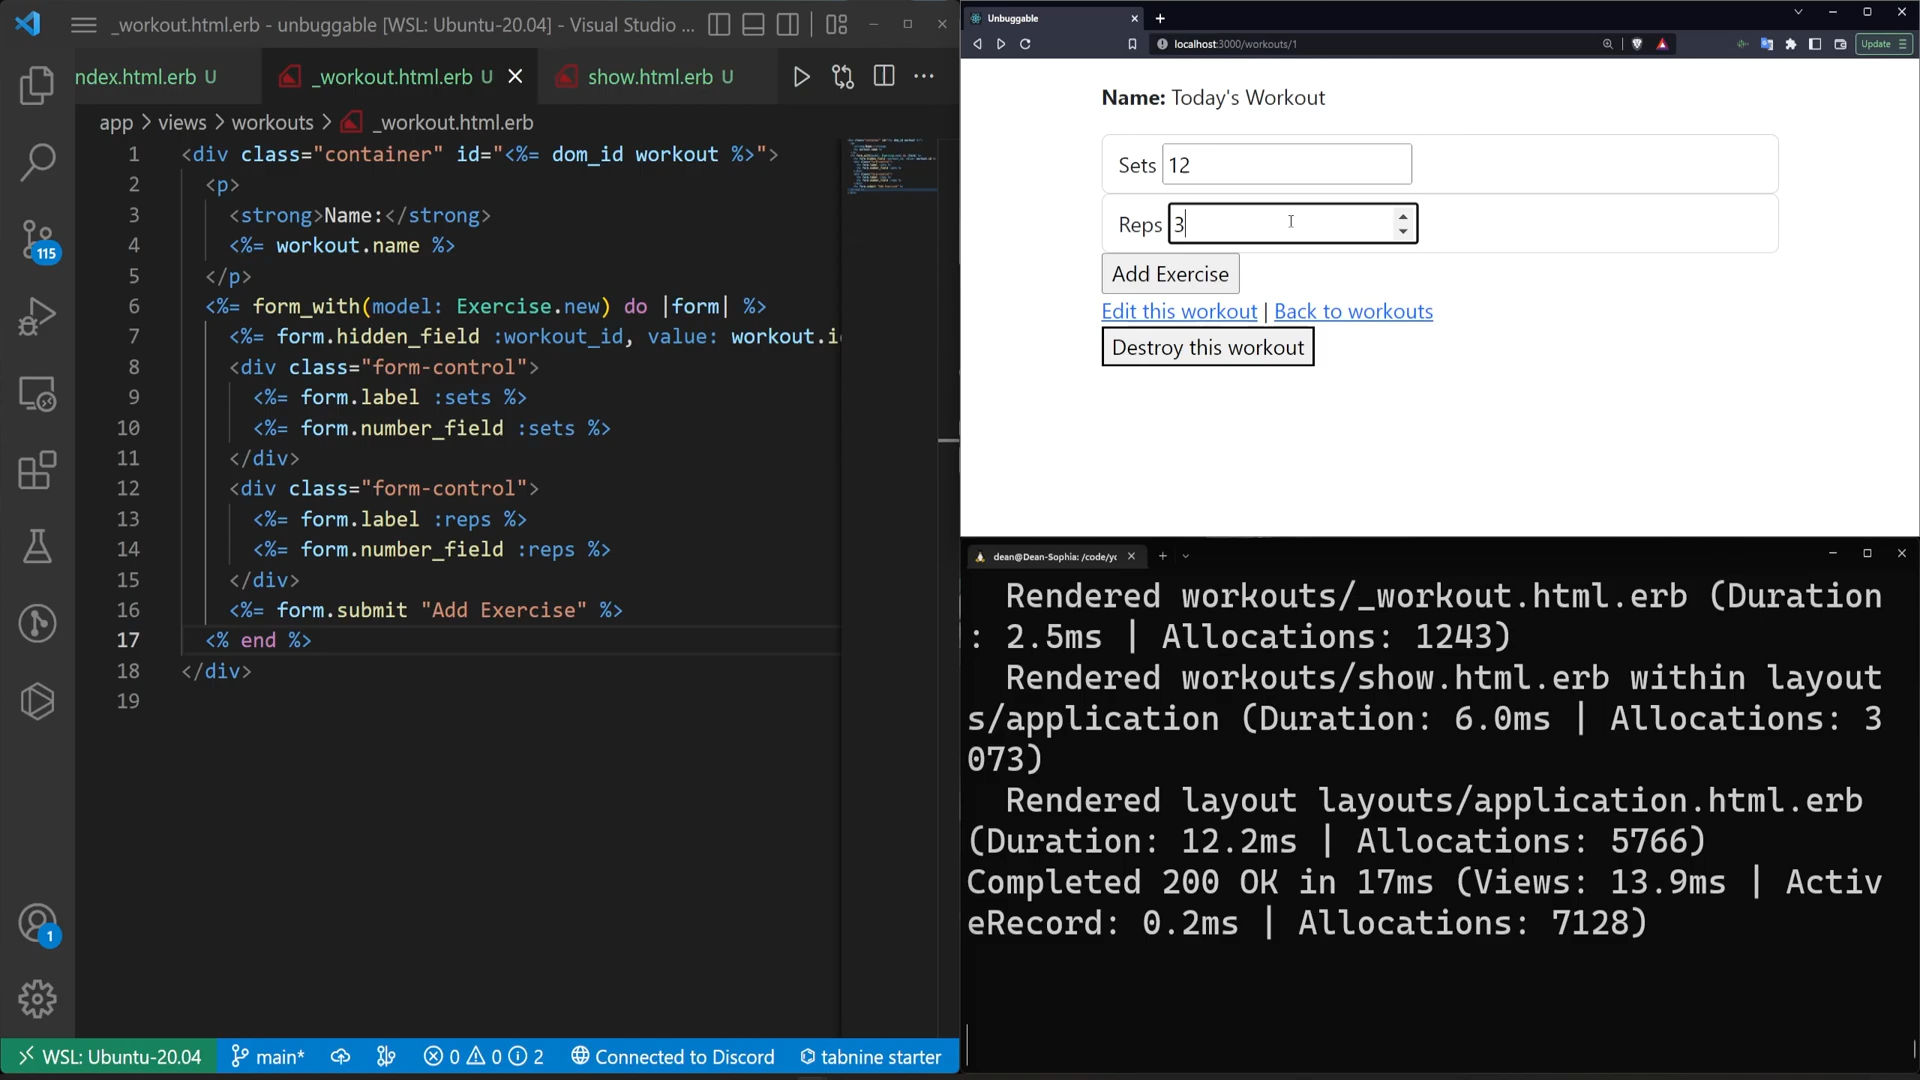 _workout.html.erb - unbuggable [WSL: Ubuntu-20.04] - Visual Studio ...
ndex.html.erb U
_workout.html.erb U
show.html.erb U
app > views > workouts > _workout.html.erb
1 <div class="container" id="<%= dom_id workout %>">
2 <p>
3 <strong>Name:</strong>
4 <%= workout.name %>
5 </p>
6 <%= form_with(model: Exercise.new) do |form| %>
7 <%= form.hidden_field :workout_id, value: workout.i
8 <div class="form-control">
9 <%= form.label :sets %>
10 <%= form.number_field :sets %>
11 </div>
12 <div class="form-control">
13 <%= form.label :reps %>
14 <%= form.number_field :reps %>
15 </div>
16 <%= form.submit "Add Exercise" %>
17 <% end %>
18 </div>
19
115
1
WSL: Ubuntu-20.04
main*
0 0 2
Connected to Discord
tabnine starter
Unbuggable
localhost:3000/workouts/1
Update
Name: Today's Workout
Sets 12
Reps 3
Add Exercise
Edit this workout | Back to workouts
Destroy this workout
dean@Dean-Sophia: /code/yc
Rendered workouts/_workout.html.erb (Duration
: 2.5ms | Allocations: 1243)
Rendered workouts/show.html.erb within layout
s/application (Duration: 6.0ms | Allocations: 3
073)
Rendered layout layouts/application.html.erb
(Duration: 12.2ms | Allocations: 5766)
Completed 200 OK in 17ms (Views: 13.9ms | Activ
eRecord: 0.2ms | Allocations: 7128)